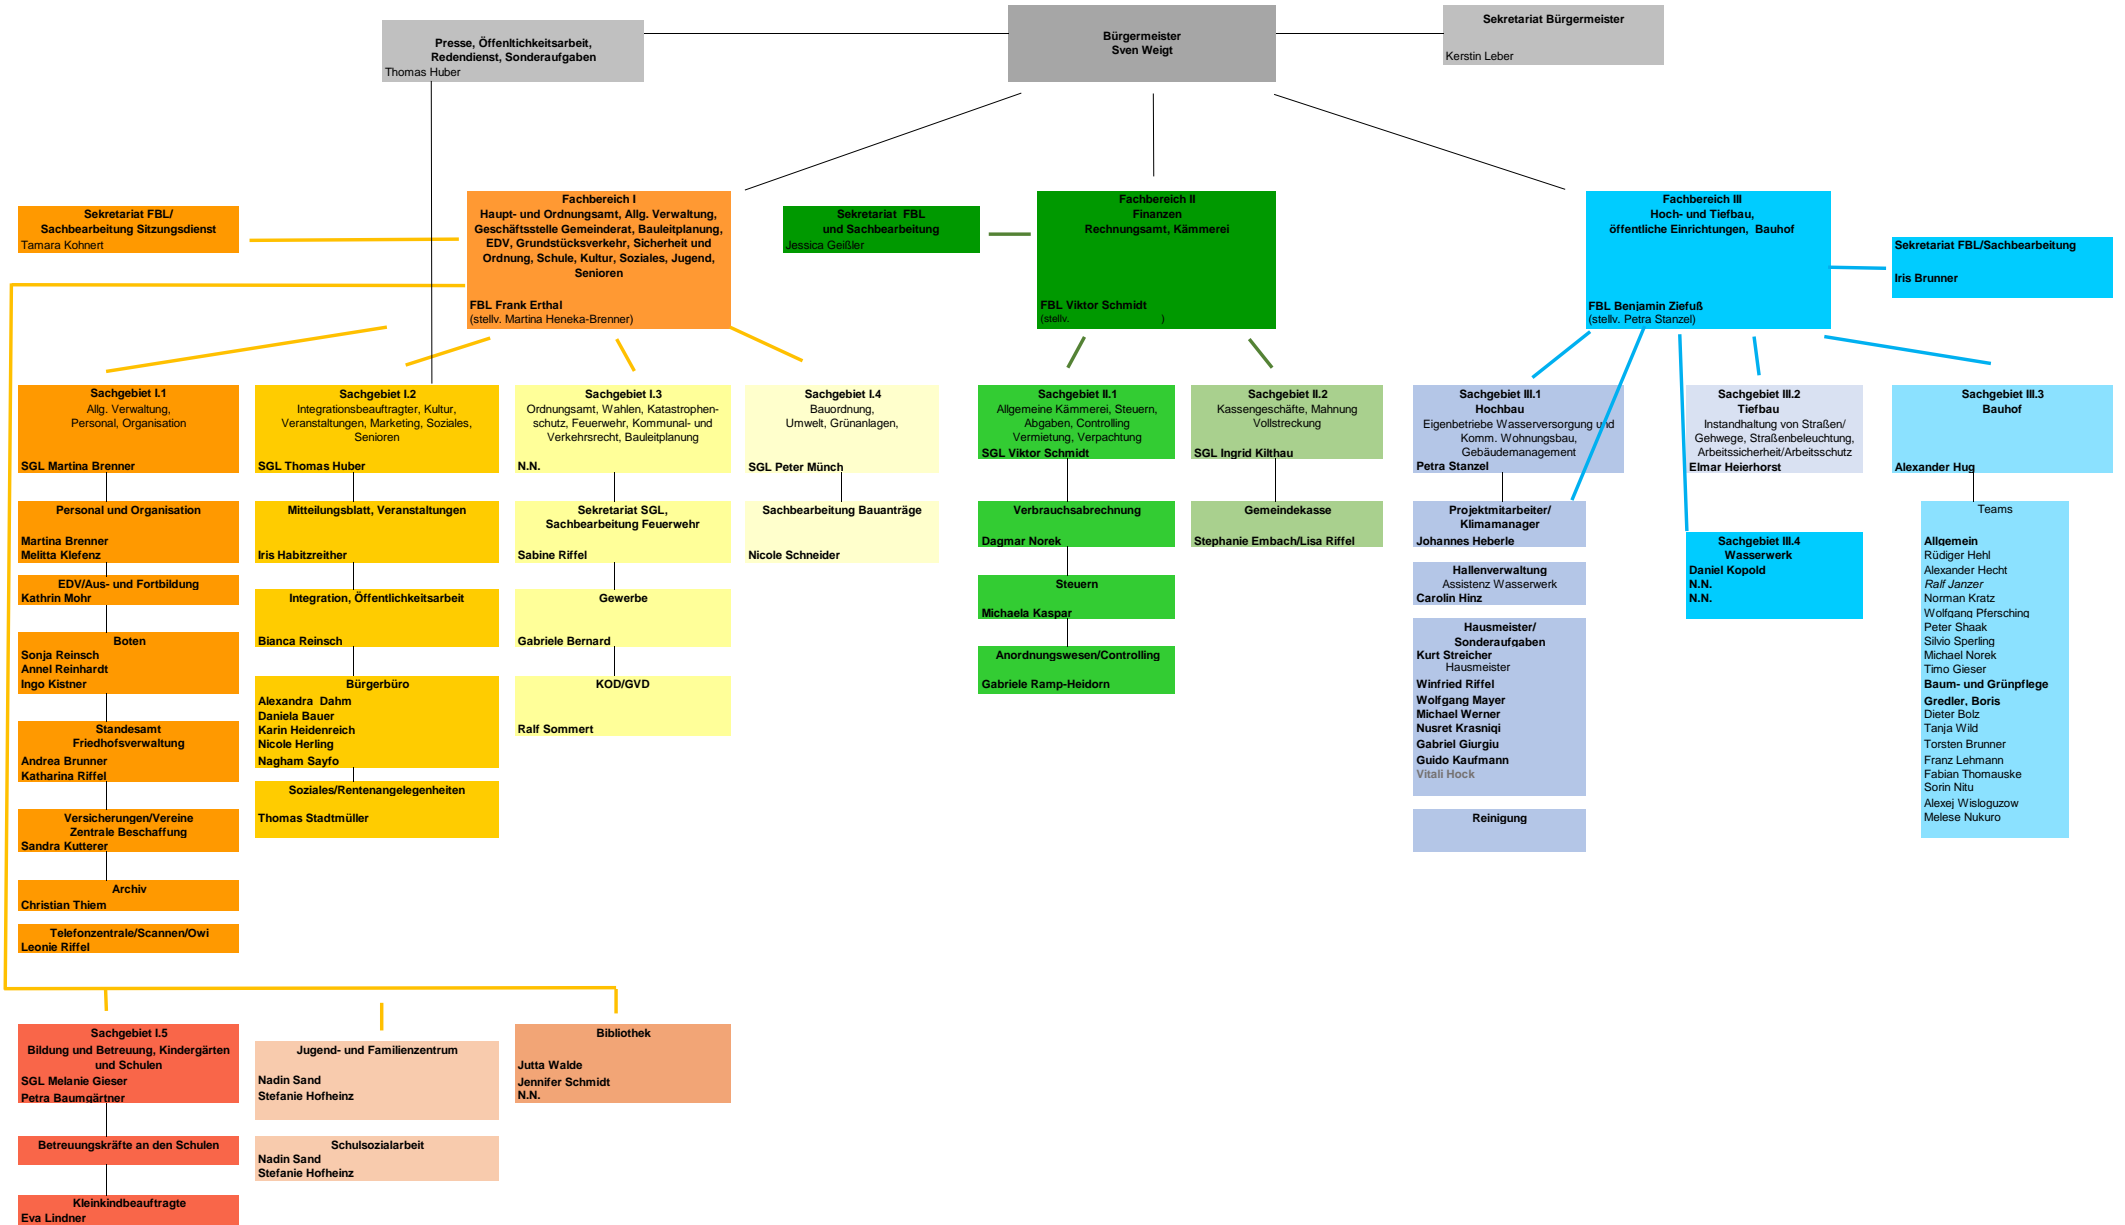 Presse, Öffenltichkeitsarbeit,
Redendienst, Sonderaufgaben
Thomas Huber
Bürgermeister
Sven Weigt
Sekretariat Bürgermeister
Kerstin Leber
Sekretariat FBL/
Sachbearbeitung Sitzungsdienst
Tamara Kohnert
Fachbereich I
Haupt- und Ordnungsamt, Allg. Verwaltung,
Geschäftsstelle Gemeinderat, Bauleitplanung,
EDV, Grundstücksverkehr, Sicherheit und
Ordnung, Schule, Kultur, Soziales, Jugend,
Senioren
FBL Frank Erthal
(stellv. Martina Heneka-Brenner)
Sekretariat FBL
und Sachbearbeitung
Jessica Geißler
Fachbereich II
Finanzen
Rechnungsamt, Kämmerei
FBL Viktor Schmidt
(stellv. )
Fachbereich III
Hoch- und Tiefbau,
öffentliche Einrichtungen, Bauhof
FBL Benjamin Ziefuß
(stellv. Petra Stanzel)
Sekretariat FBL/Sachbearbeitung
Iris Brunner
Sachgebiet I.1
Allg. Verwaltung,
Personal, Organisation
SGL Martina Brenner
Personal und Organisation
Martina Brenner
Melitta Klefenz
EDV/Aus- und Fortbildung
Kathrin Mohr
Boten
Sonja Reinsch
Annel Reinhardt
Ingo Kistner
Standesamt
Friedhofsverwaltung
Andrea Brunner
Katharina Riffel
Versicherungen/Vereine
Zentrale Beschaffung
Sandra Kutterer
Archiv
Christian Thiem
Telefonzentrale/Scannen/Owi
Leonie Riffel
Sachgebiet I.2
Integrationsbeauftragter, Kultur,
Veranstaltungen, Marketing, Soziales,
Senioren
SGL Thomas Huber
Mitteilungsblatt, Veranstaltungen
Iris Habitzreither
Integration, Öffentlichkeitsarbeit
Bianca Reinsch
Bürgerbüro
Alexandra Dahm
Daniela Bauer
Karin Heidenreich
Nicole Herling
Nagham Sayfo
Soziales/Rentenangelegenheiten
Thomas Stadtmüller
Sachgebiet I.3
Ordnungsamt, Wahlen, Katastrophen-
schutz, Feuerwehr, Kommunal- und
Verkehrsrecht, Bauleitplanung
N.N.
Sekretariat SGL,
Sachbearbeitung Feuerwehr
Sabine Riffel
Gewerbe
Gabriele Bernard
KOD/GVD
Ralf Sommert
Sachgebiet I.4
Bauordnung,
Umwelt, Grünanlagen,
SGL Peter Münch
Sachbearbeitung Bauanträge
Nicole Schneider
Sachgebiet II.1
Allgemeine Kämmerei, Steuern,
Abgaben, Controlling
Vermietung, Verpachtung
SGL Viktor Schmidt
Verbrauchsabrechnung
Dagmar Norek
Steuern
Michaela Kaspar
Anordnungswesen/Controlling
Gabriele Ramp-Heidorn
Sachgebiet II.2
Kassengeschäfte, Mahnung
Vollstreckung
SGL Ingrid Kilthau
Gemeindekasse
Stephanie Embach/Lisa Riffel
Sachgebiet III.1
Hochbau
Eigenbetriebe Wasserversorgung und
Komm. Wohnungsbau,
Gebäudemanagement
Petra Stanzel
Projektmitarbeiter/
Klimamanager
Johannes Heberle
Hallenverwaltung
Assistenz Wasserwerk
Carolin Hinz
Hausmeister/
Sonderaufgaben
Kurt Streicher
Hausmeister
Winfried Riffel
Wolfgang Mayer
Michael Werner
Nusret Krasniqi
Gabriel Giurgiu
Guido Kaufmann
Vitali Hock
Reinigung
Sachgebiet III.2
Tiefbau
Instandhaltung von Straßen/
Gehwege, Straßenbeleuchtung,
Arbeitssicherheit/Arbeitsschutz
Elmar Heierhorst
Sachgebiet III.4
Wasserwerk
Daniel Kopold
N.N.
N.N.
Sachgebiet III.3
Bauhof
Alexander Hug
Teams
Allgemein
Rüdiger Hehl
Alexander Hecht
Ralf Janzer
Norman Kratz
Wolfgang Pfersching
Peter Shaak
Silvio Sperling
Michael Norek
Timo Gieser
Baum- und Grünpflege
Gredler, Boris
Dieter Bolz
Tanja Wild
Torsten Brunner
Franz Lehmann
Fabian Thomauske
Sorin Nitu
Alexej Wisloguzow
Melese Nukuro
Sachgebiet I.5
Bildung und Betreuung, Kindergärten
und Schulen
SGL Melanie Gieser
Petra Baumgärtner
Betreuungskräfte an den Schulen
Kleinkindbeauftragte
Eva Lindner
Jugend- und Familienzentrum
Nadin Sand
Stefanie Hofheinz
Schulsozialarbeit
Nadin Sand
Stefanie Hofheinz
Bibliothek
Jutta Walde
Jennifer Schmidt
N.N.